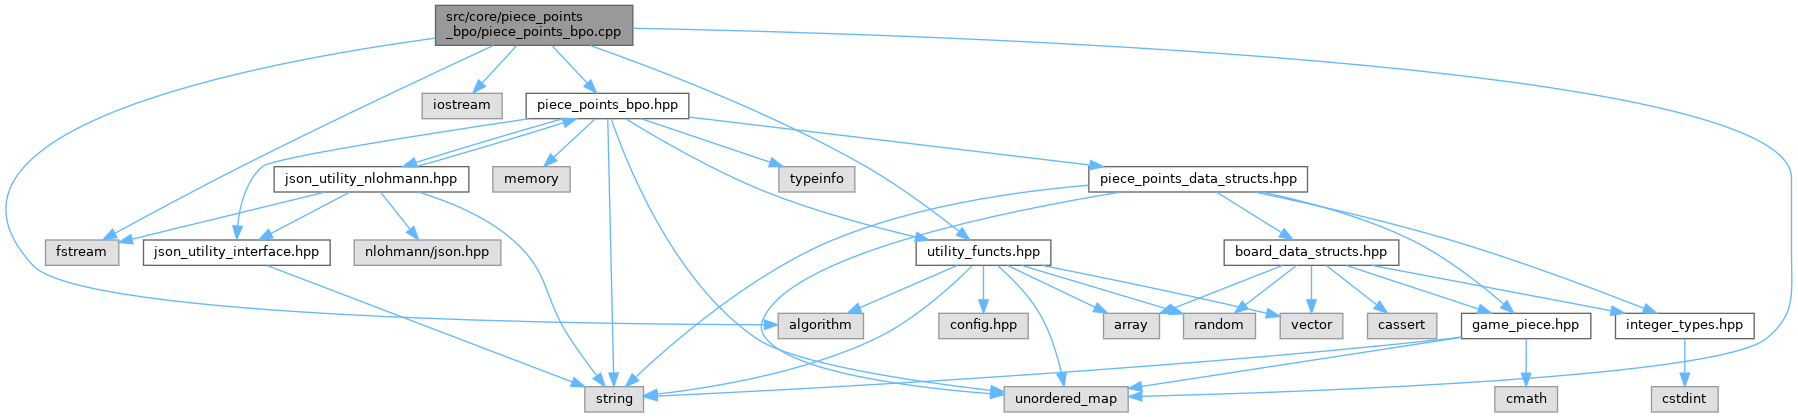 src/core/piece_points
_bpo/piece_points_bpo.cpp
iostream
piece_points_bpo.hpp
json_utility_nlohmann.hpp
memory
typeinfo
piece_points_data_structs.hpp
fstream
json_utility_interface.hpp
nlohmann/json.hpp
utility_functs.hpp
board_data_structs.hpp
algorithm
config.hpp
array
random
vector
cassert
game_piece.hpp
integer_types.hpp
string
unordered_map
cmath
cstdint